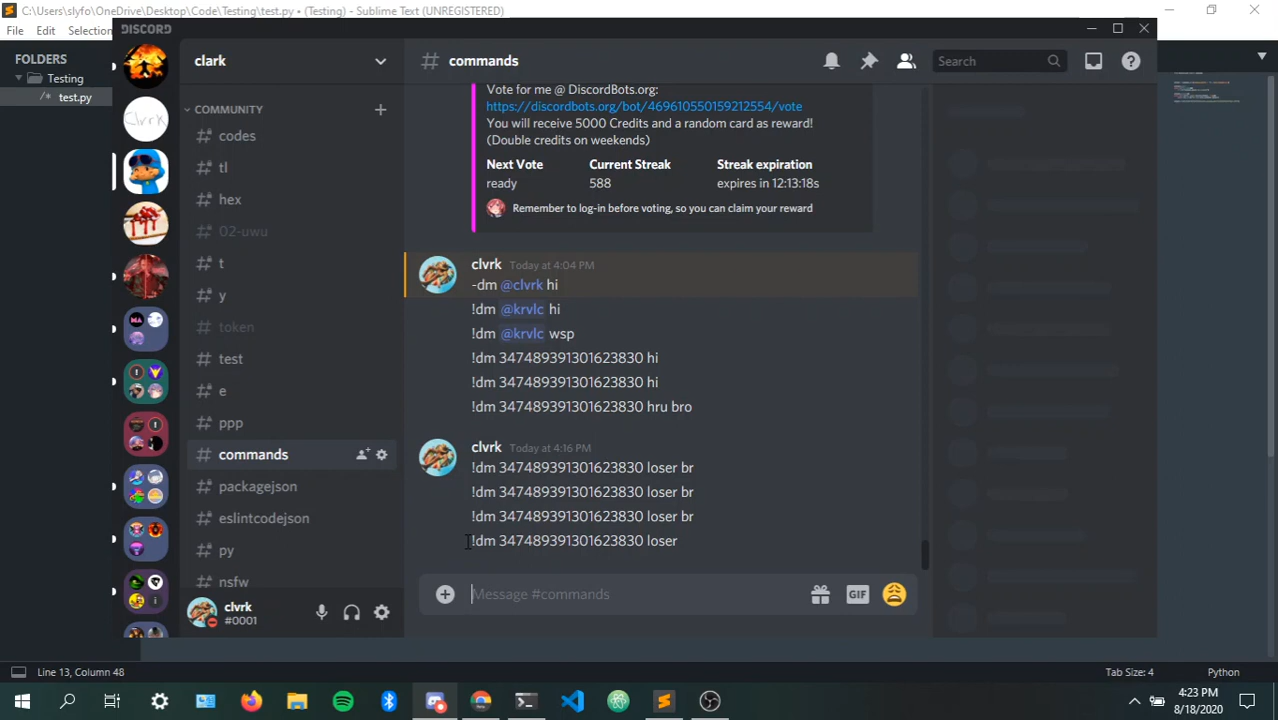 C:\Users\slyfo\OneDrive\Desktop\Code\Testing\test.py • (Testing) - Sublime Text (UNREGISTERED)
File Edit Selection
DISCORD
FOLDERS
Testing
/* test.py
clark
COMMUNITY
codes
tl
hex
02-uwu
t
y
token
test
e
ppp
commands
packagejson
eslintcodejson
py
nsfw
clvrk
#0001
commands
Search
Vote for me @ DiscordBots.org:
https://discordbots.org/bot/469610550159212554/vote
You will receive 5000 Credits and a random card as reward!
(Double credits on weekends)
Next Vote Current Streak Streak expiration
ready 588 expires in 12:13:18s
Remember to log-in before voting, so you can claim your reward
clvrk Today at 4:04 PM
-dm @clvrk hi
!dm @krvlc hi
!dm @krvlc wsp
!dm 347489391301623830 hi
!dm 347489391301623830 hi
!dm 347489391301623830 hru bro
clvrk Today at 4:16 PM
!dm 347489391301623830 loser br
!dm 347489391301623830 loser br
!dm 347489391301623830 loser br
!dm 347489391301623830 loser
Message #commands
GIF
Line 13, Column 48
Tab Size: 4 Python
4:23 PM
8/18/2020